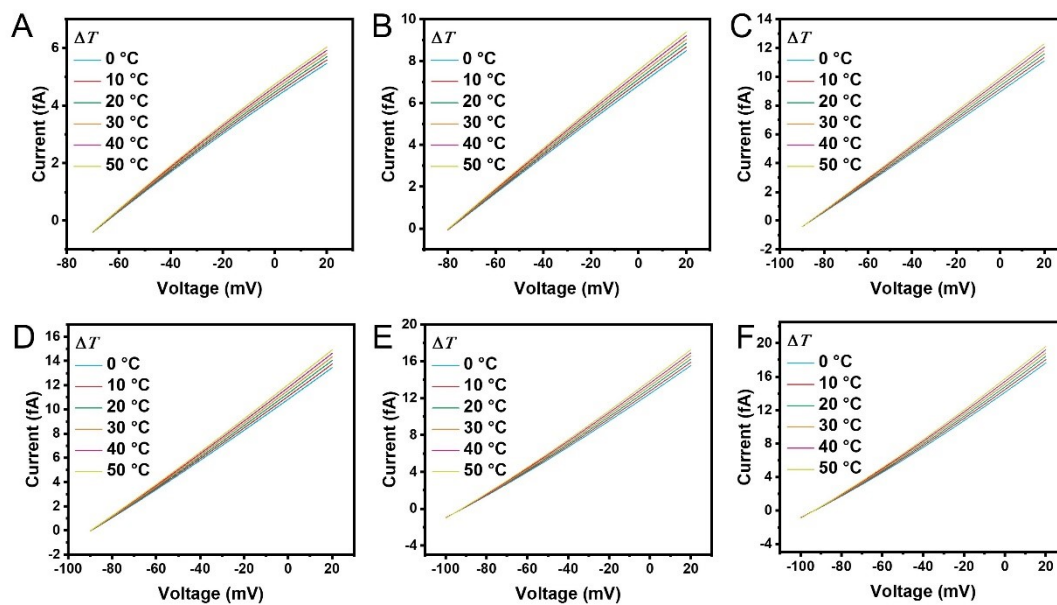 A
ΔT
0 °C
10 °C
20 °C
30 °C
40 °C
50 °C
6
4
2
0
Current (fA)
-80 -60 -40 -20 0 20
Voltage (mV)
B
ΔT
0 °C
10 °C
20 °C
30 °C
40 °C
50 °C
10
8
6
4
2
0
Current (fA)
-80 -60 -40 -20 0 20
Voltage (mV)
C
ΔT
0 °C
10 °C
20 °C
30 °C
40 °C
50 °C
14
12
10
8
6
4
2
0
-2
Current (fA)
-100 -80 -60 -40 -20 0 20
Voltage (mV)
D
ΔT
0 °C
10 °C
20 °C
30 °C
40 °C
50 °C
16
14
12
10
8
6
4
2
0
-2
Current (fA)
-100 -80 -60 -40 -20 0 20
Voltage (mV)
E
ΔT
0 °C
10 °C
20 °C
30 °C
40 °C
50 °C
20
16
12
8
4
0
-4
Current (fA)
-100 -80 -60 -40 -20 0 20
Voltage (mV)
F
ΔT
0 °C
10 °C
20 °C
30 °C
40 °C
50 °C
20
16
12
8
4
0
-4
Current (fA)
-100 -80 -60 -40 -20 0 20
Voltage (mV)